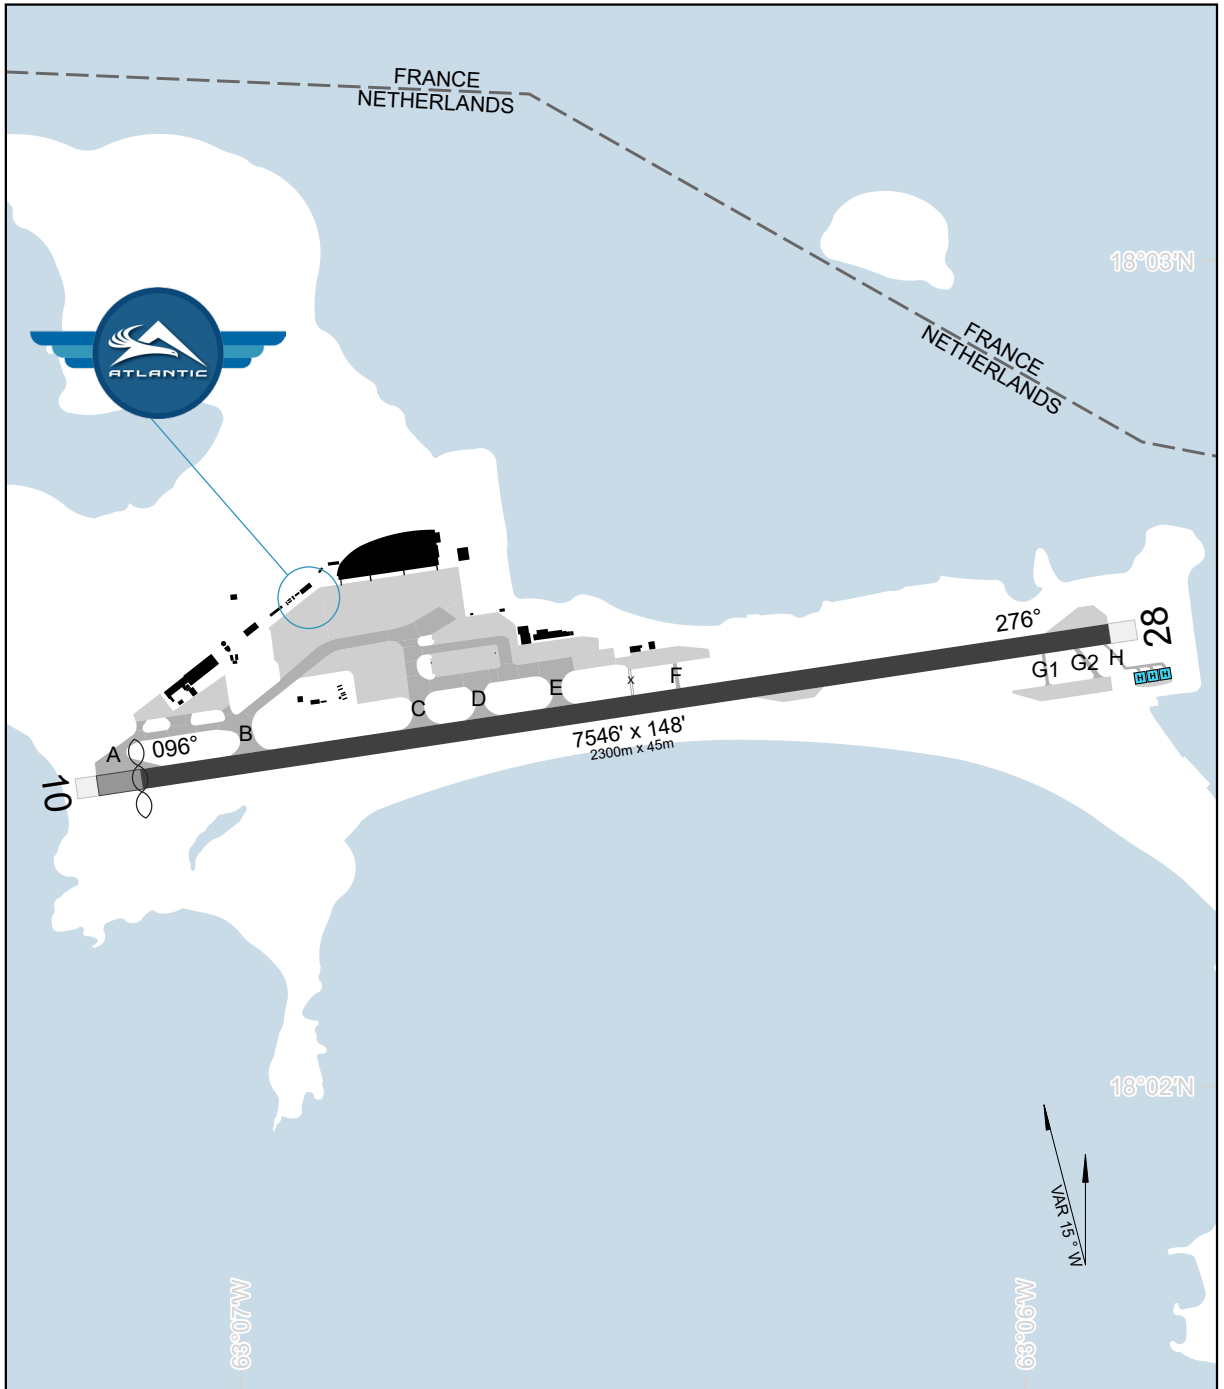 FRANCE
NETHERLANDS
18°03'N
FRANCE
NETHERLANDS
ATLANTIC
28
276°
H
G2
G1
H H H
F
X
E
D
C
B
7546' x 148'
2300m x 45m
096°
A
10
18°02'N
VAR 15 ° W
63°07'W
63°06'W